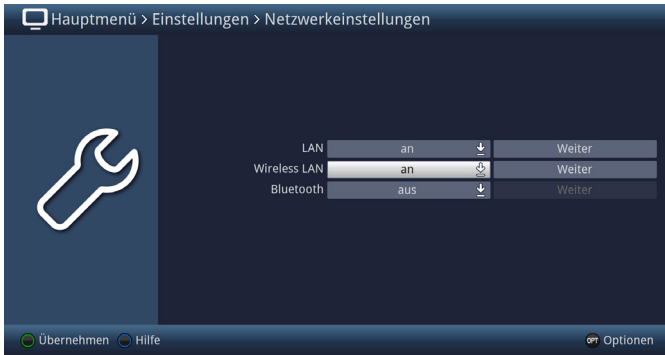 Hauptmenü > Einstellungen > Netzwerkeinstellungen
LAN an Weiter
Wireless LAN an Weiter
Bluetooth aus Weiter
Übernehmen Hilfe OPT Optionen